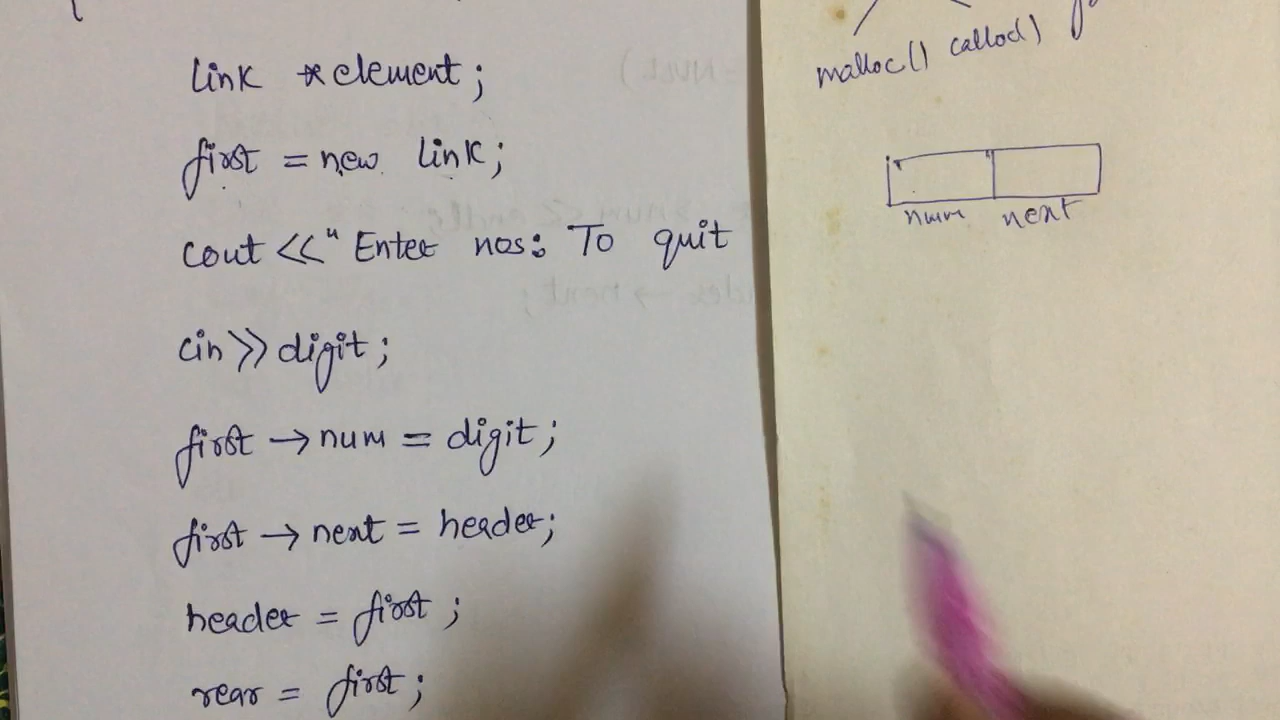 link *element;
first = new link;
cout <<" Enter nos: To quit
cin >> digit;
first → num = digit;
first → next = header;
header = first;
rear = first;
malloc() calloc()
num next